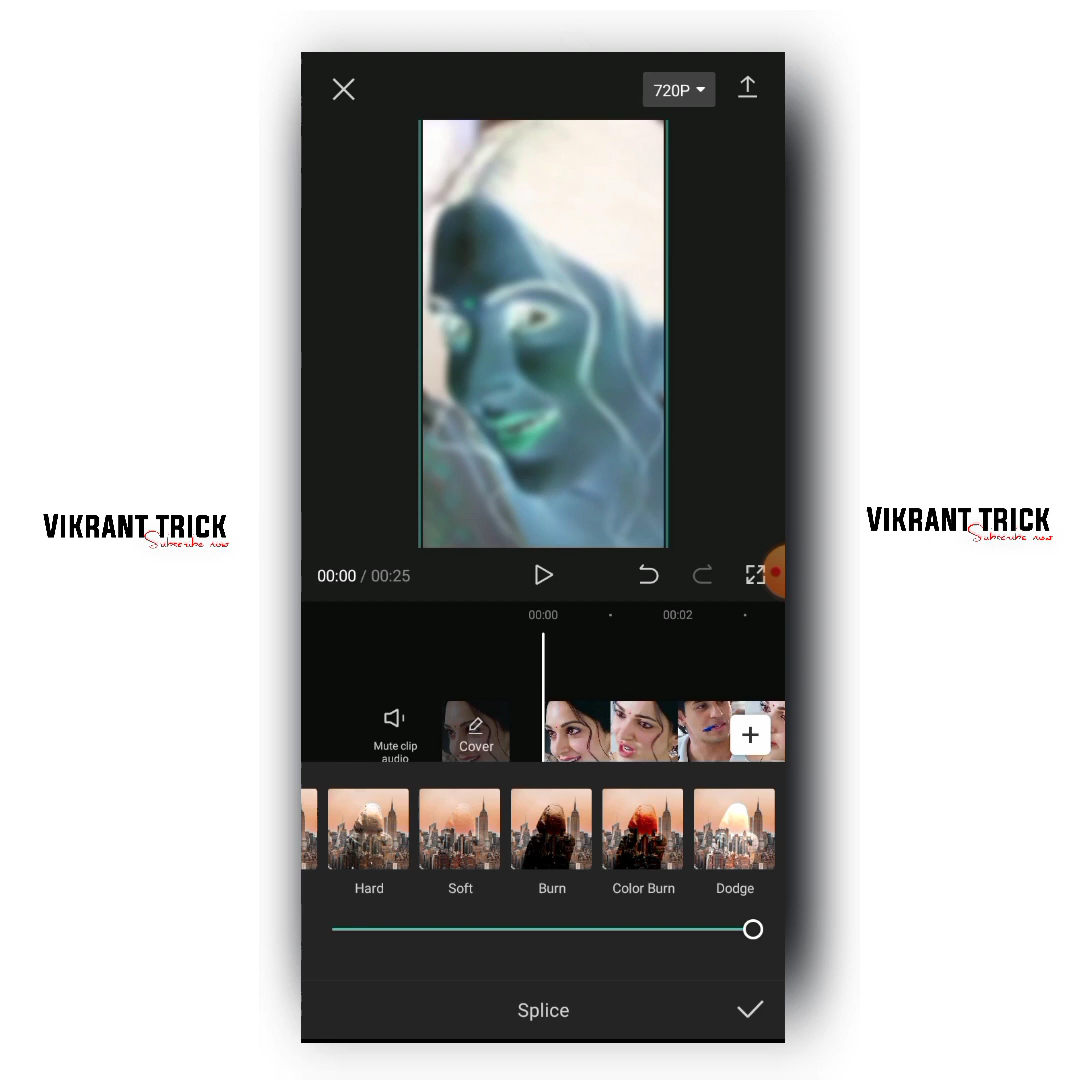 720P
VIKRANT TRICK
Subscribe now
VIKRANT TRICK
Subscribe now
00:00 / 00:25
00:00
00:02
Mute clip
audio
Cover
Hard
Soft
Burn
Color Burn
Dodge
Splice